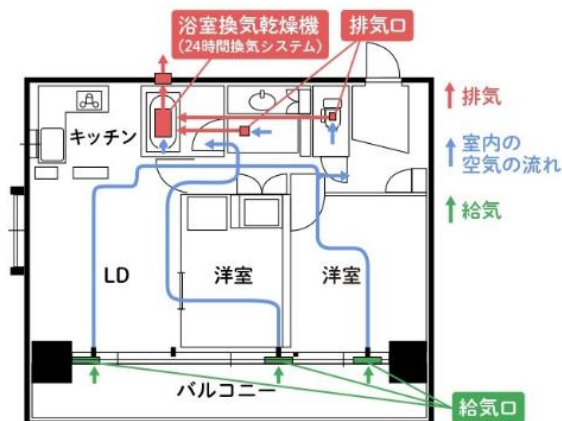 浴室換気乾燥機
(24時間換気システム)
排気口
排気
キッチン
室内の
空気の流れ
給気
LD
洋室
洋室
バルコニー
給気口